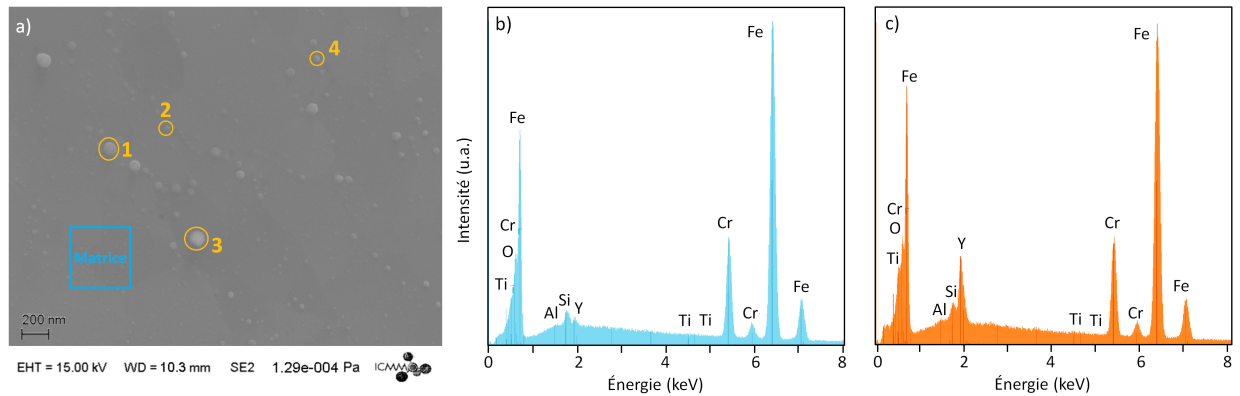 a)
4
2
1
3
Matrice
200 nm
EHT = 15.00 kV WD = 10.3 mm SE2 1.29e-004 Pa ICMMO
b)
Intensité (u.a.)
Fe
Fe
Cr
O
Ti
Al
Si
Y
Ti
Ti
Cr
Cr
Fe
0 2 4 6 8
Énergie (keV)
c)
Fe
Fe
Cr
O
Ti
Al
Si
Y
Ti
Ti
Cr
Cr
Fe
0 2 4 6 8
Énergie (keV)